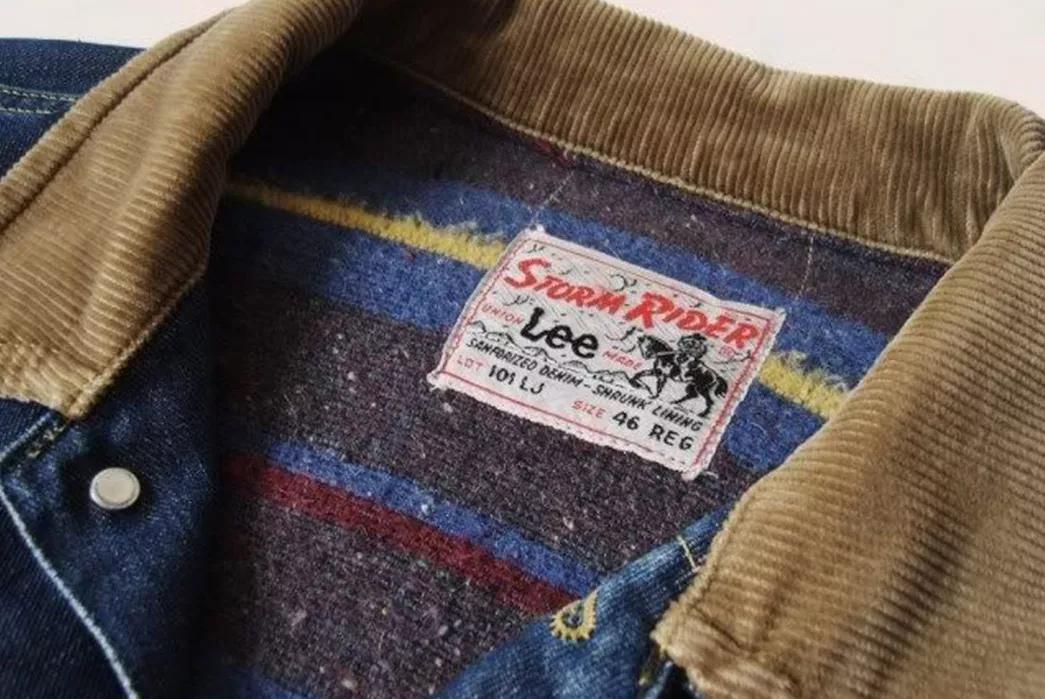 STORM RIDER
UNION Lee MADE
SANFORIZED DENIM - SHRUNK LINING
LOT 101 LJ SIZE 46 REG